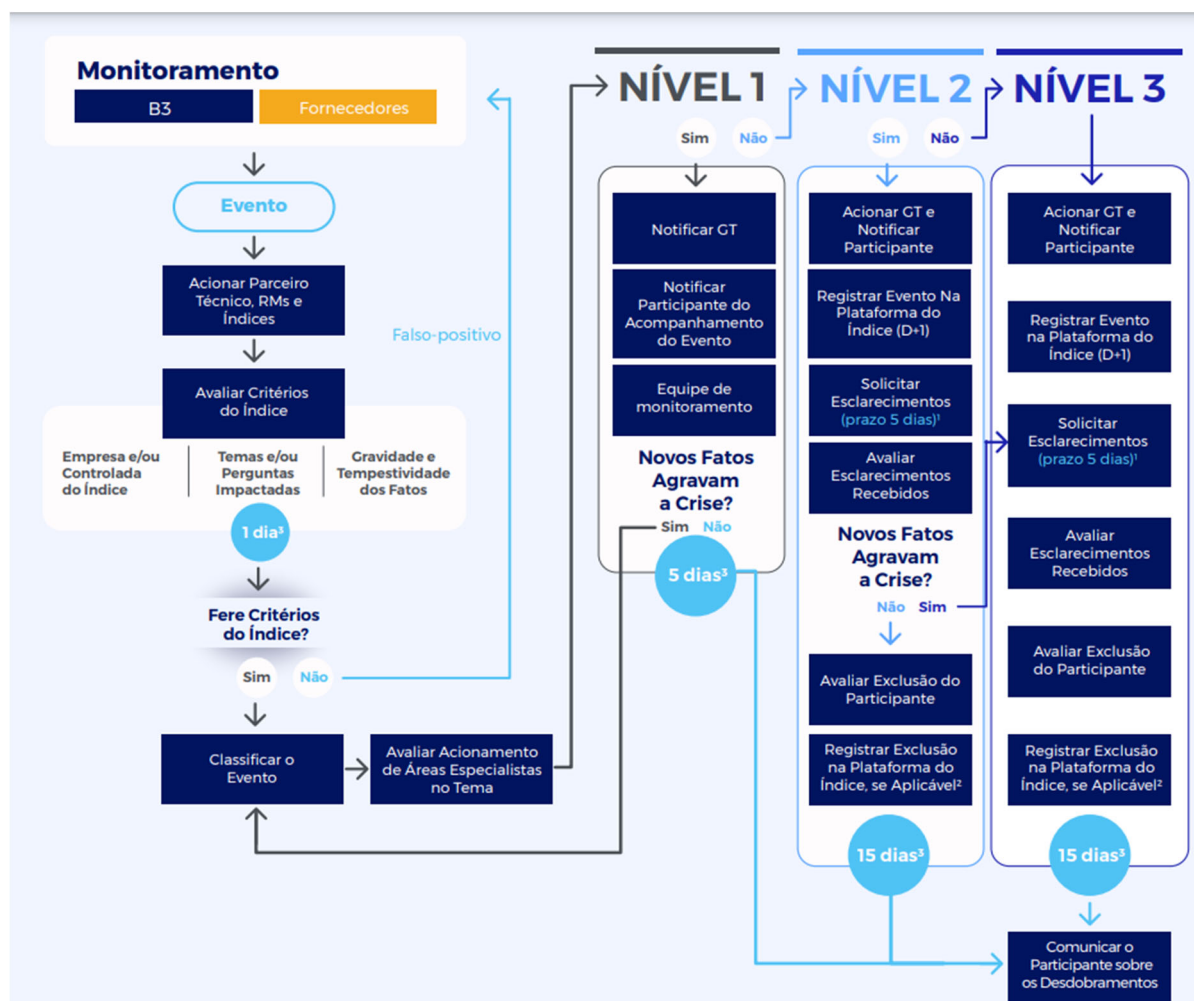 Monitoramento
B3
Fornecedores
Evento
Acionar Parceiro
Técnico, RMs e
Índices
Falso-positivo
Avaliar Critérios
do Índice
Empresa e/ou
Controlada
do Índice
Temas e/ou
Perguntas
Impactadas
Gravidade e
Tempestividade
dos Fatos
1 dia³
Fere Critérios
do Índice?
Sim
Não
Classificar o
Evento
Avaliar Acionamento
de Áreas Especialistas
no Tema
NÍVEL 1
Sim
Não
Notificar GT
Notificar
Participante do
Acompanhamento
do Evento
Equipe de
monitoramento
Novos Fatos
Agravam
a Crise?
Sim Não
5 dias³
NÍVEL 2
Sim
Não
Acionar GT e
Notificar
Participante
Registrar Evento Na
Plataforma do
Índice (D+1)
Solicitar
Esclarecimentos
(prazo 5 dias)¹
Avaliar
Esclarecimentos
Recebidos
Novos Fatos
Agravam
a Crise?
Não Sim
Avaliar Exclusão do
Participante
Registrar Exclusão
na Plataforma do
Índice, se Aplicável²
15 dias³
NÍVEL 3
Acionar GT e
Notificar
Participante
Registrar Evento
na Plataforma do
Índice (D+1)
Solicitar
Esclarecimentos
(prazo 5 dias)¹
Avaliar
Esclarecimentos
Recebidos
Avaliar Exclusão
do Participante
Registrar Exclusão
na Plataforma do
Índice, se Aplicável²
15 dias³
Comunicar o
Participante sobre
os Desdobramentos